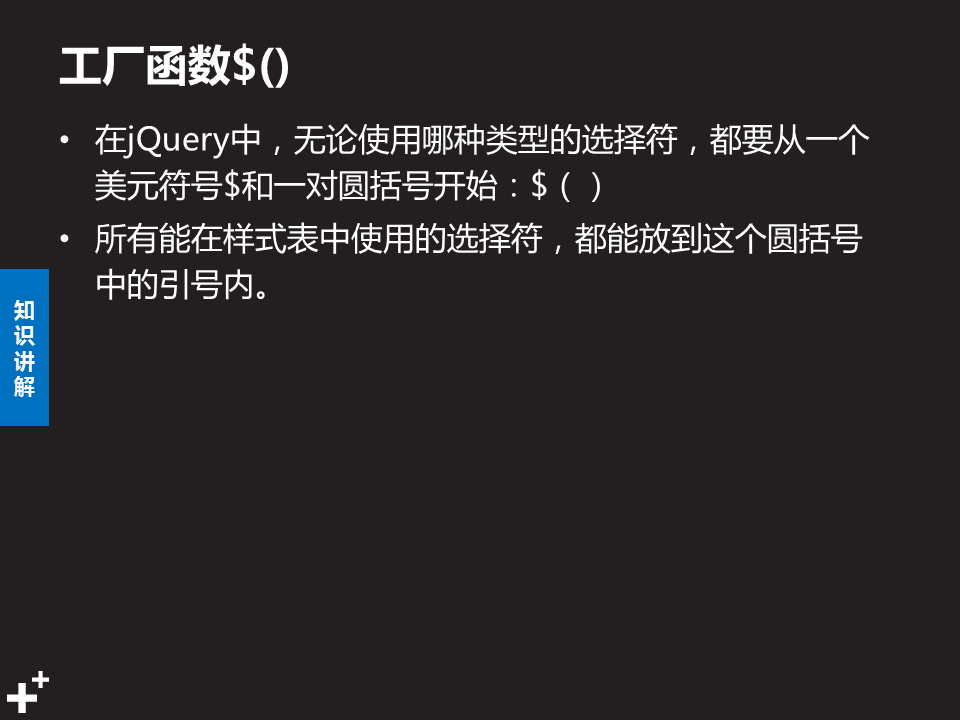 工厂函数$()
• 在jQuery中，无论使用哪种类型的选择符，都要从一个
美元符号$和一对圆括号开始：$（ ）
• 所有能在样式表中使用的选择符，都能放到这个圆括号
中的引号内。
知
识
讲
解